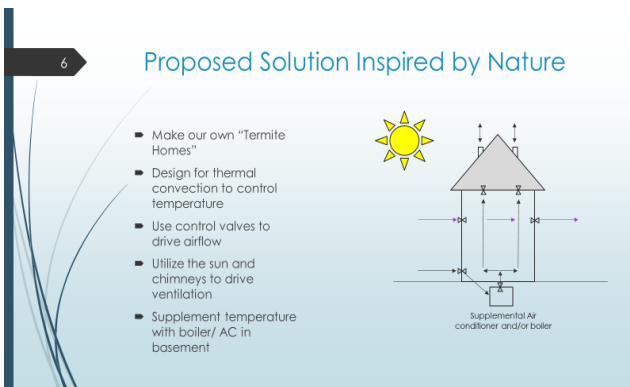 6
Proposed Solution Inspired by Nature
Make our own “Termite
Homes”
Design for thermal
convection to control
temperature
Use control valves to
drive airflow
Utilize the sun and
chimneys to drive
ventilation
Supplement temperature
with boiler/ AC in
basement
Supplemental Air
conditioner and/or boiler